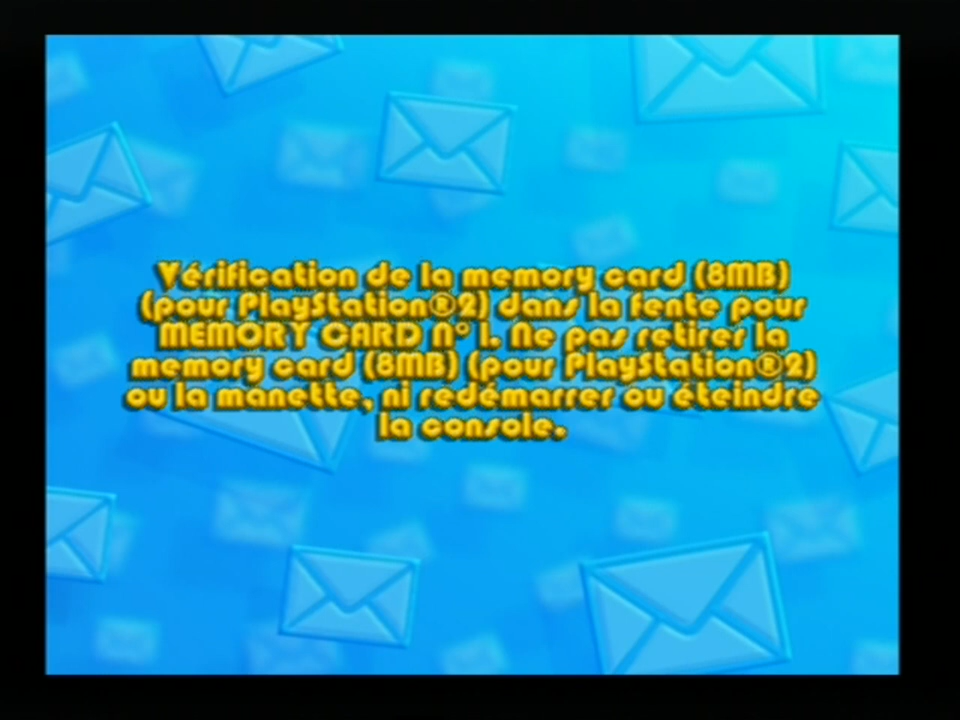 Vérification de la memory card (8MB)
(pour PlayStation®2) dans la fente pour
MEMORY CARD N° 1. Ne pas retirer la
memory card (8MB) (pour PlayStation®2)
ou la manette, ni redémarrer ou éteindre
la console.